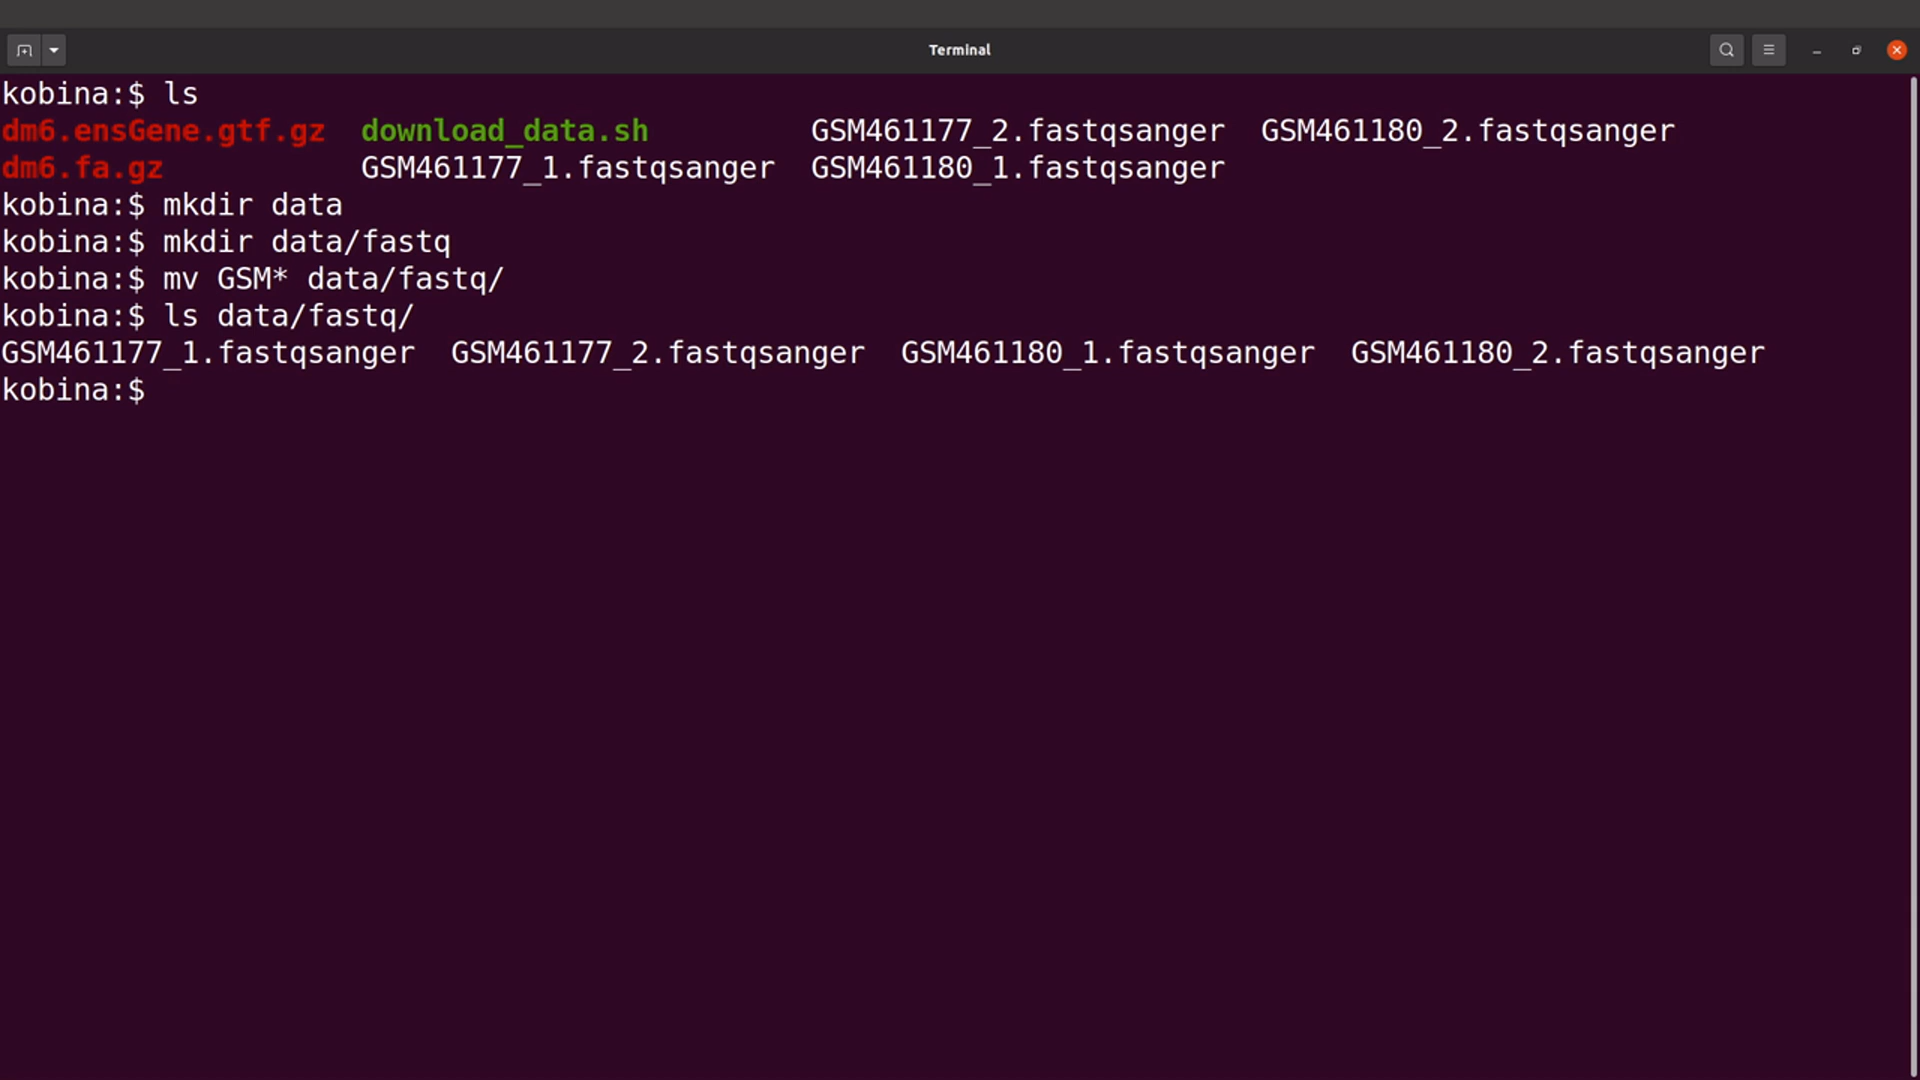 Terminal
kobina:$ ls
dm6.ensGene.gtf.gz  download_data.sh         GSM461177_2.fastqsanger  GSM461180_2.fastqsanger
dm6.fa.gz           GSM461177_1.fastqsanger  GSM461180_1.fastqsanger
kobina:$ mkdir data
kobina:$ mkdir data/fastq
kobina:$ mv GSM* data/fastq/
kobina:$ ls data/fastq/
GSM461177_1.fastqsanger  GSM461177_2.fastqsanger  GSM461180_1.fastqsanger  GSM461180_2.fastqsanger
kobina:$